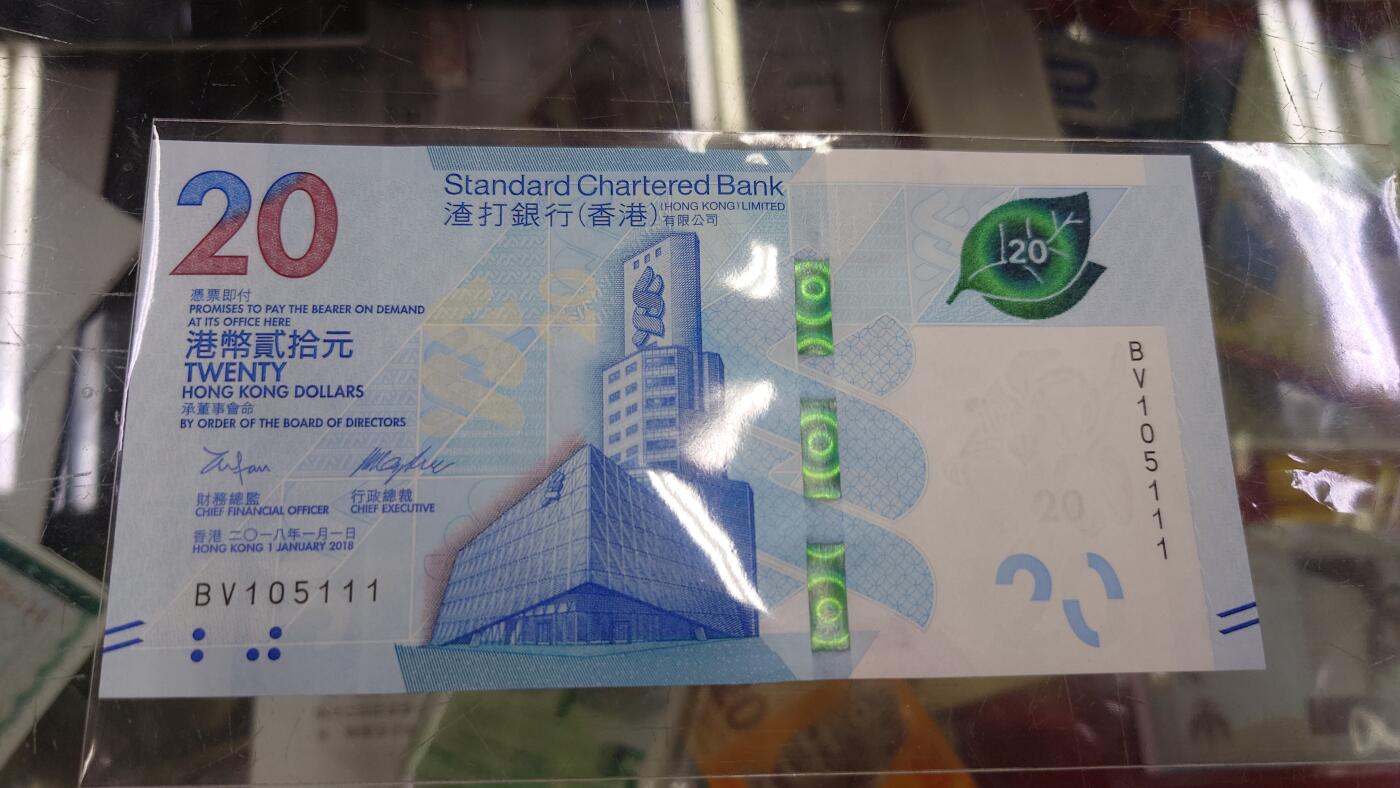 20
Standard Chartered Bank
(HONG KONG) LIMITED
渣打銀行(香港)有限公司
20
憑票即付
PROMISES TO PAY THE BEARER ON DEMAND
AT ITS OFFICE HERE
港幣貳拾元
TWENTY
HONG KONG DOLLARS
承董事會命
BY ORDER OF THE BOARD OF DIRECTORS
財務總監
CHIEF FINANCIAL OFFICER
行政總裁
CHIEF EXECUTIVE
香港 二〇一八年一月一日
HONG KONG 1 JANUARY 2018
BV105111
BV105111
20